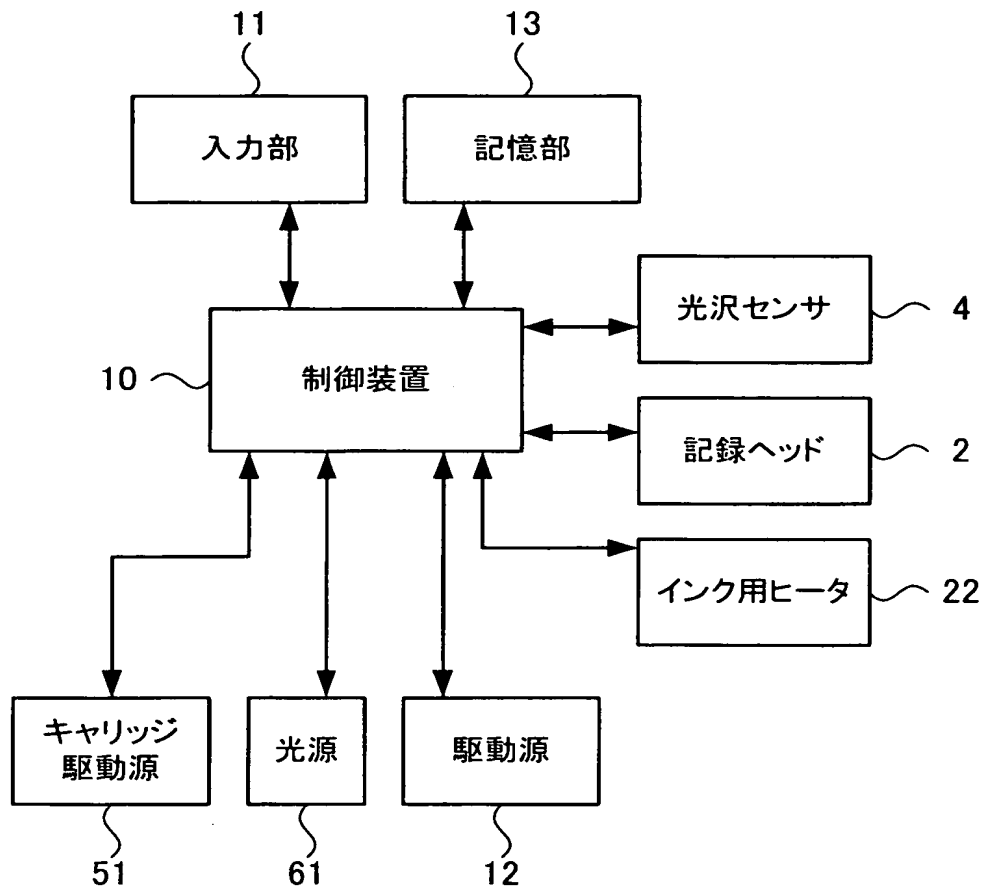 11
13
入力部
記憶部
光沢センサ
4
10
制御装置
記録ヘッド
2
インク用ヒータ
22
キャリッジ
駆動源
光源
駆動源
51
61
12